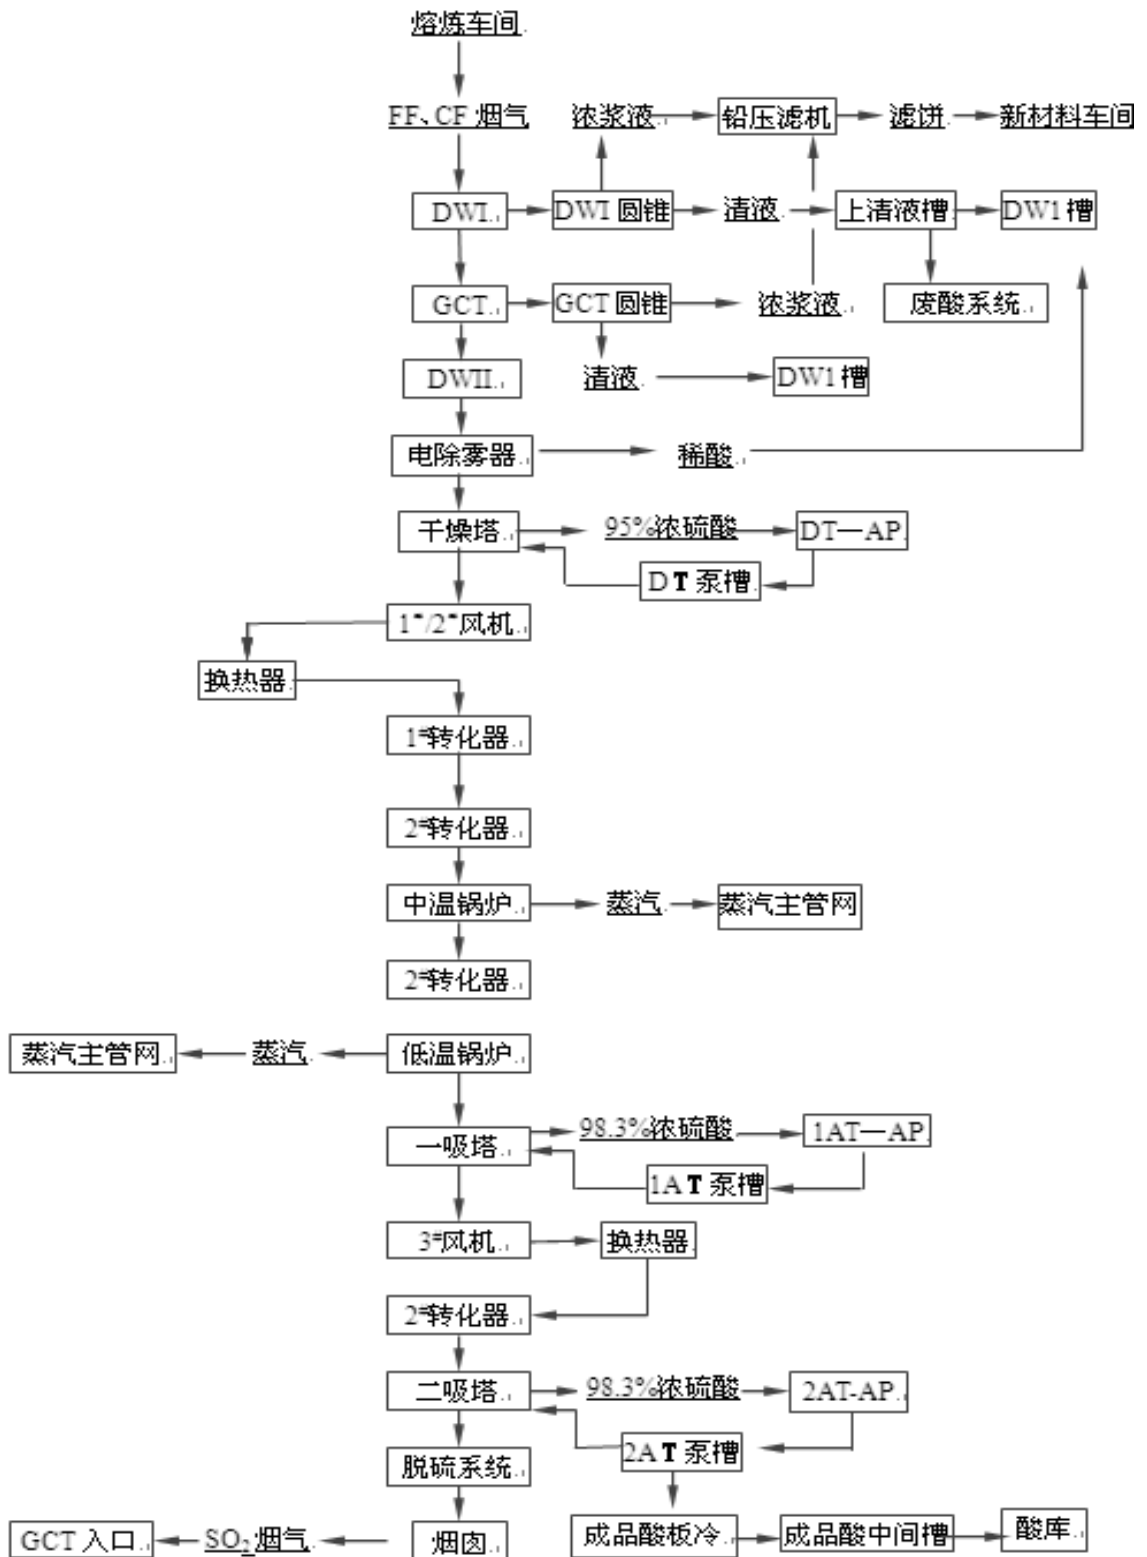 熔炼车间
FF、CF 烟气
浓浆液
铅压滤机
滤饼
新材料车间
DWI
DWI 圆锥
清液
上清液槽
DW1 槽
GCT
GCT 圆锥
浓浆液
废酸系统
DWII
清液
DW1 槽
电除雾器
稀酸
干燥塔
95%浓硫酸
DT—AP
DT 泵槽
1#/2#风机
换热器
1#转化器
2#转化器
中温锅炉
蒸汽
蒸汽主管网
2#转化器
蒸汽主管网
蒸汽
低温锅炉
一吸塔
98.3%浓硫酸
1AT—AP
1AT 泵槽
3#风机
换热器
2#转化器
二吸塔
98.3%浓硫酸
2AT-AP
2AT 泵槽
脱硫系统
GCT 入口
SO₂烟气
烟囱
成品酸板冷
成品酸中间槽
酸库